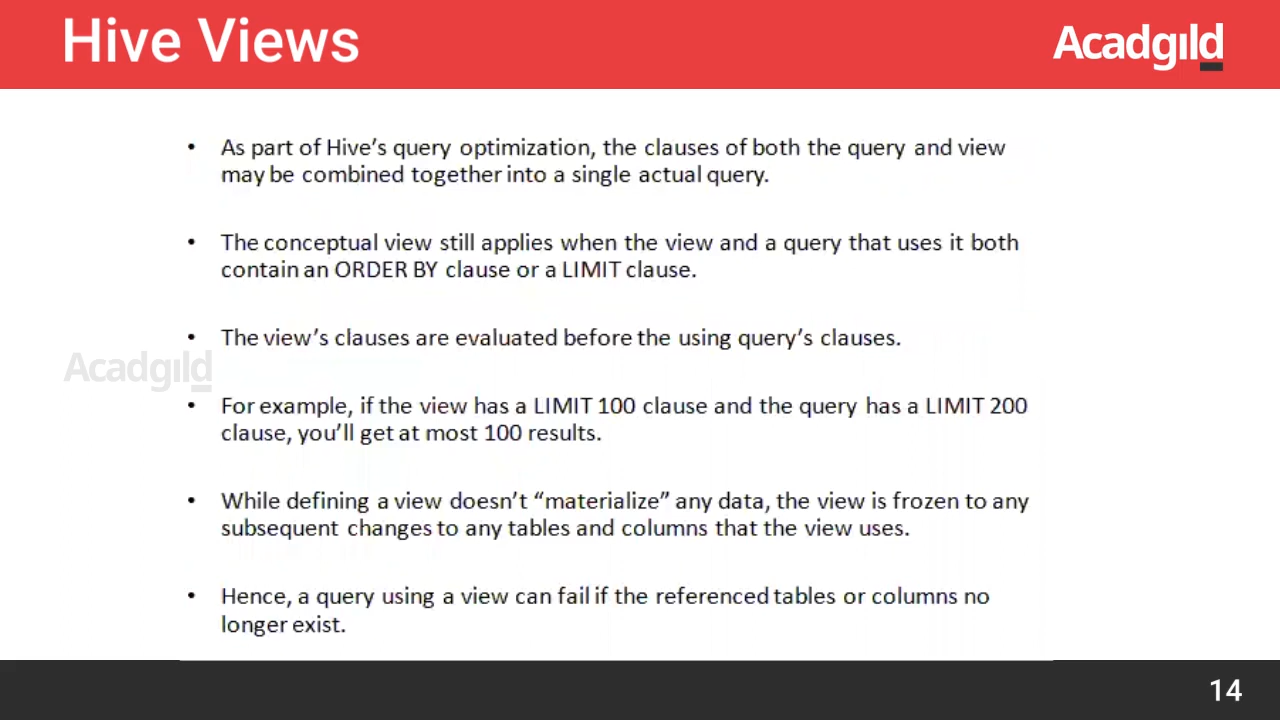 Hive Views
Acadgild
• As part of Hive’s query optimization, the clauses of both the query and view
may be combined together into a single actual query.
• The conceptual view still applies when the view and a query that uses it both
contain an ORDER BY clause or a LIMIT clause.
• The view’s clauses are evaluated before the using query’s clauses.
Acadgild
• For example, if the view has a LIMIT 100 clause and the query has a LIMIT 200
clause, you’ll get at most 100 results.
• While defining a view doesn’t “materialize” any data, the view is frozen to any
subsequent changes to any tables and columns that the view uses.
• Hence, a query using a view can fail if the referenced tables or columns no
longer exist.
14